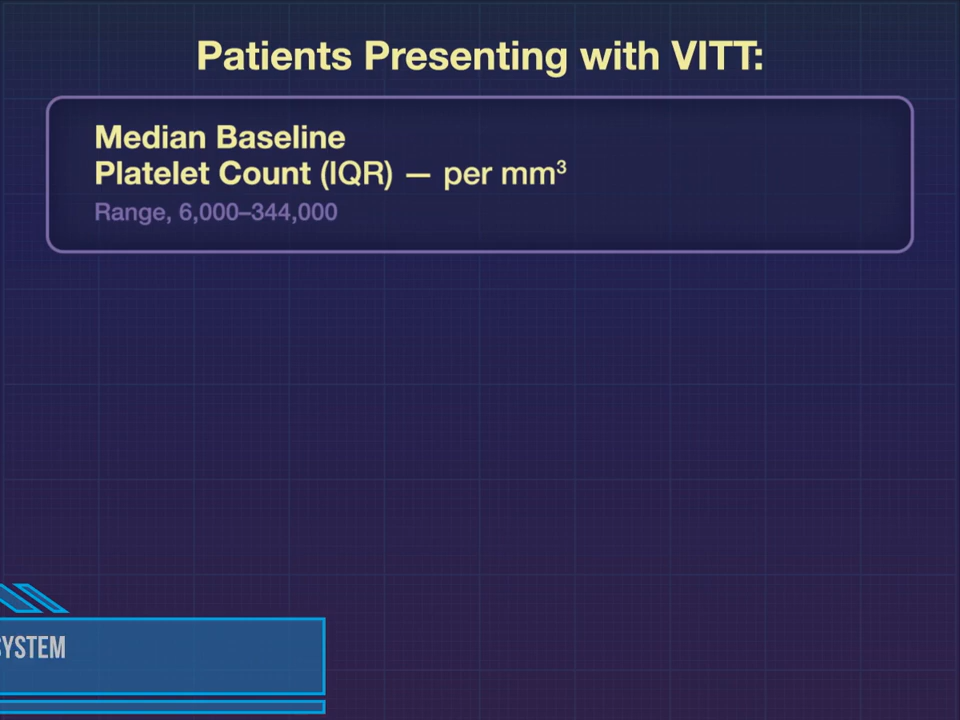 Patients Presenting with VITT:
Median Baseline
Platelet Count (IQR) — per mm³
Range, 6,000–344,000
SYSTEM